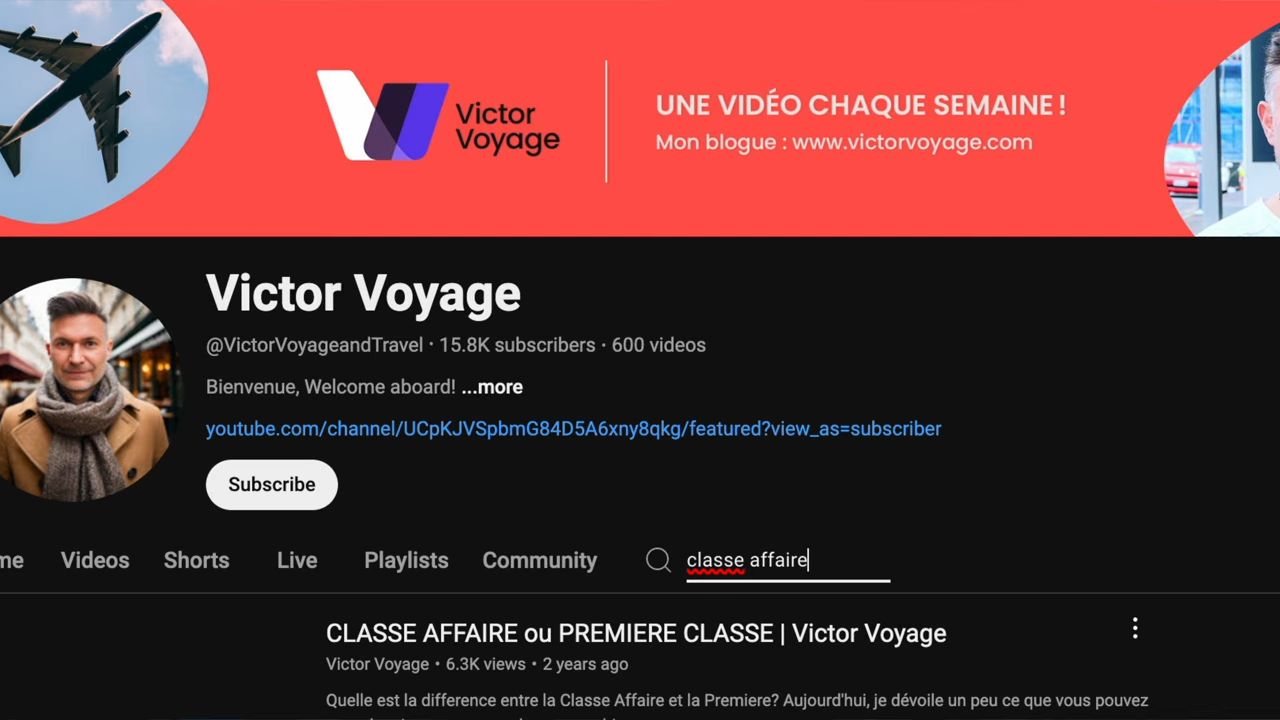 Victor
Voyage
UNE VIDÉO CHAQUE SEMAINE !
Mon blogue : www.victorvoyage.com
Victor Voyage
@VictorVoyageandTravel · 15.8K subscribers · 600 videos
Bienvenue, Welcome aboard! ...more
youtube.com/channel/UCpKJVSpbmG84D5A6xny8qkg/featured?view_as=subscriber
Subscribe
me Videos Shorts Live Playlists Community classe affaire
CLASSE AFFAIRE ou PREMIERE CLASSE | Victor Voyage
Victor Voyage • 6.3K views • 2 years ago
Quelle est la difference entre la Classe Affaire et la Premiere? Aujourd'hui, je dévoile un peu ce que vous pouvez